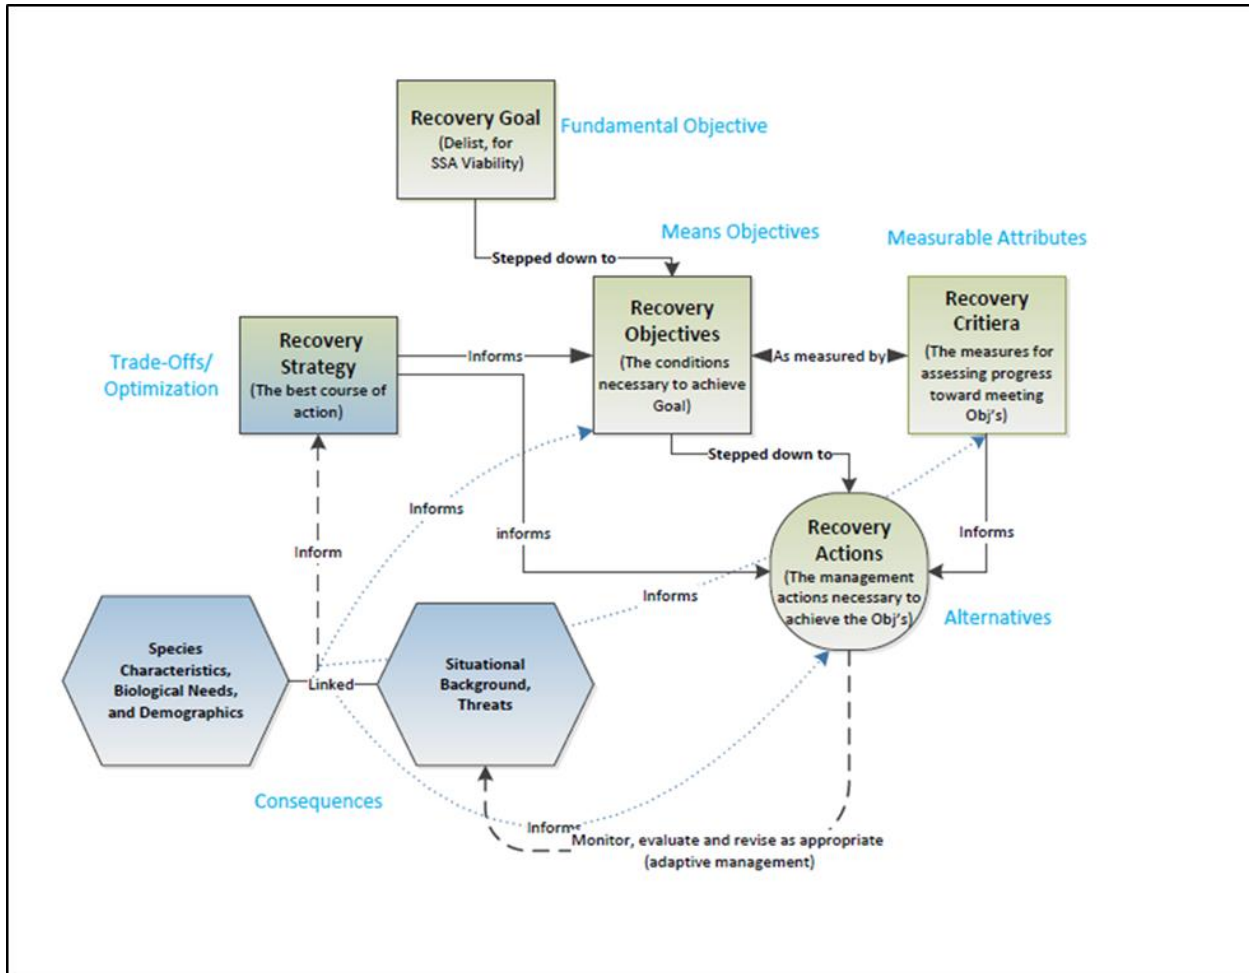 Recovery Goal
(Delist, for
SSA Viability)
Fundamental Objective
Means Objectives
Measurable Attributes
Stepped down to
Recovery
Objectives
(The conditions
necessary to achieve
Goal)
Recovery
Critiera
(The measures for
assessing progress
toward meeting
Obj's)
As measured by
Trade-Offs/
Optimization
Recovery
Strategy
(The best course of
action)
Informs
Stepped down to
Informs
informs
Inform
Informs
Recovery
Actions
(The management
actions necessary to
achieve the Obj's)
Informs
Alternatives
Species
Characteristics,
Biological Needs,
and Demographics
Linked
Situational
Background,
Threats
Consequences
Informs
Monitor, evaluate and revise as appropriate
(adaptive management)